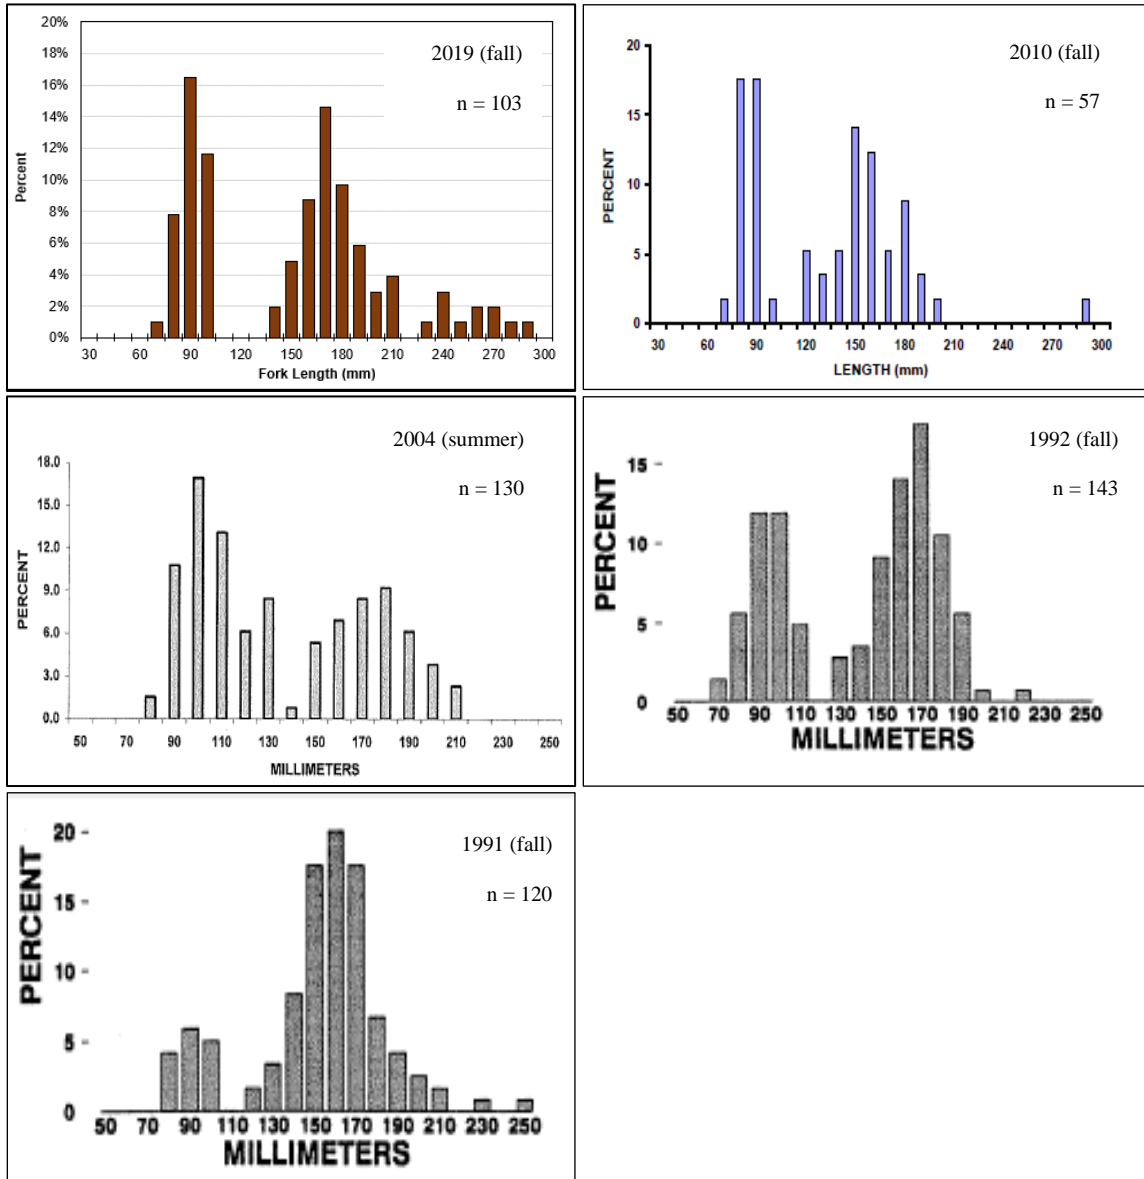 20%
18%
16%
14%
12%
10%
8%
6%
4%
2%
0%
Percent
2019 (fall)
n = 103
30 60 90 120 150 180 210 240 270 300
Fork Length (mm)
20
15
10
5
0
PERCENT
2010 (fall)
n = 57
30 60 90 120 150 180 210 240 270 300
LENGTH (mm)
18.0
15.0
12.0
9.0
6.0
3.0
0.0
PERCENT
2004 (summer)
n = 130
50 70 90 110 130 150 170 190 210 230 250
MILLIMETERS
15
10
5
0
PERCENT
1992 (fall)
n = 143
50 70 90 110 130 150 170 190 210 230 250
MILLIMETERS
20
15
10
5
0
PERCENT
1991 (fall)
n = 120
50 70 90 110 130 150 170 190 210 230 250
MILLIMETERS